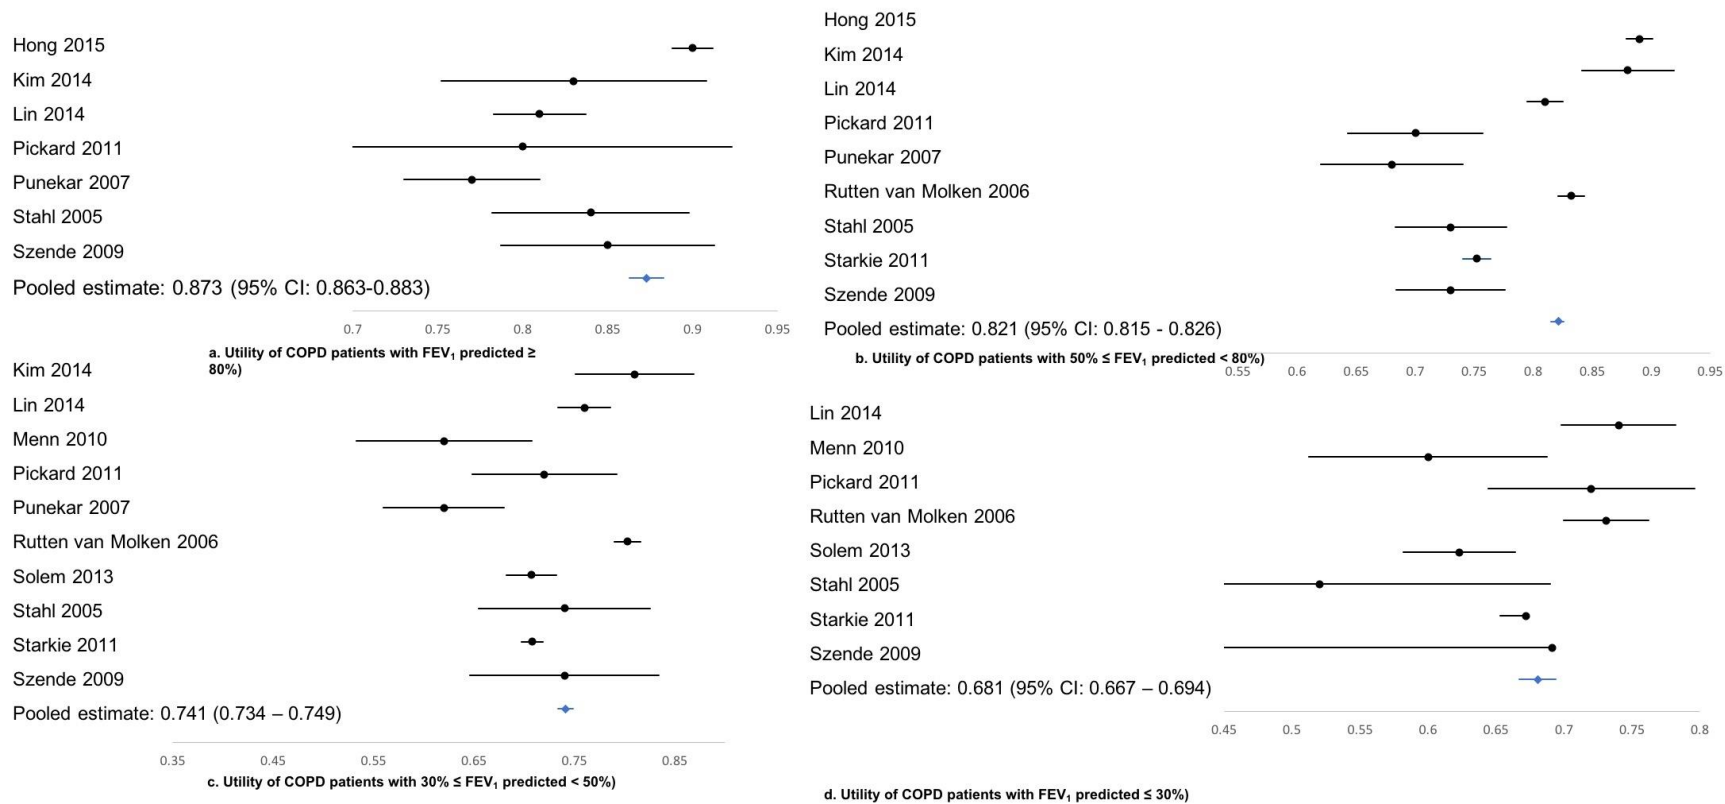 Hong 2015
Kim 2014
Lin 2014
Pickard 2011
Punekar 2007
Stahl 2005
Szende 2009
Pooled estimate: 0.873 (95% CI: 0.863-0.883)
0.7 0.75 0.8 0.85 0.9 0.95
a. Utility of COPD patients with FEV₁ predicted ≥
80%)
Hong 2015
Kim 2014
Lin 2014
Pickard 2011
Punekar 2007
Rutten van Molken 2006
Stahl 2005
Starkie 2011
Szende 2009
Pooled estimate: 0.821 (95% CI: 0.815 - 0.826)
b. Utility of COPD patients with 50% ≤ FEV₁ predicted < 80%)
0.55 0.6 0.65 0.7 0.75 0.8 0.85 0.9 0.95
Kim 2014
Lin 2014
Menn 2010
Pickard 2011
Punekar 2007
Rutten van Molken 2006
Solem 2013
Stahl 2005
Starkie 2011
Szende 2009
Pooled estimate: 0.741 (0.734 – 0.749)
0.35 0.45 0.55 0.65 0.75 0.85
c. Utility of COPD patients with 30% ≤ FEV₁ predicted < 50%)
Lin 2014
Menn 2010
Pickard 2011
Rutten van Molken 2006
Solem 2013
Stahl 2005
Starkie 2011
Szende 2009
Pooled estimate: 0.681 (95% CI: 0.667 – 0.694)
0.45 0.5 0.55 0.6 0.65 0.7 0.75 0.8
d. Utility of COPD patients with FEV₁ predicted ≤ 30%)